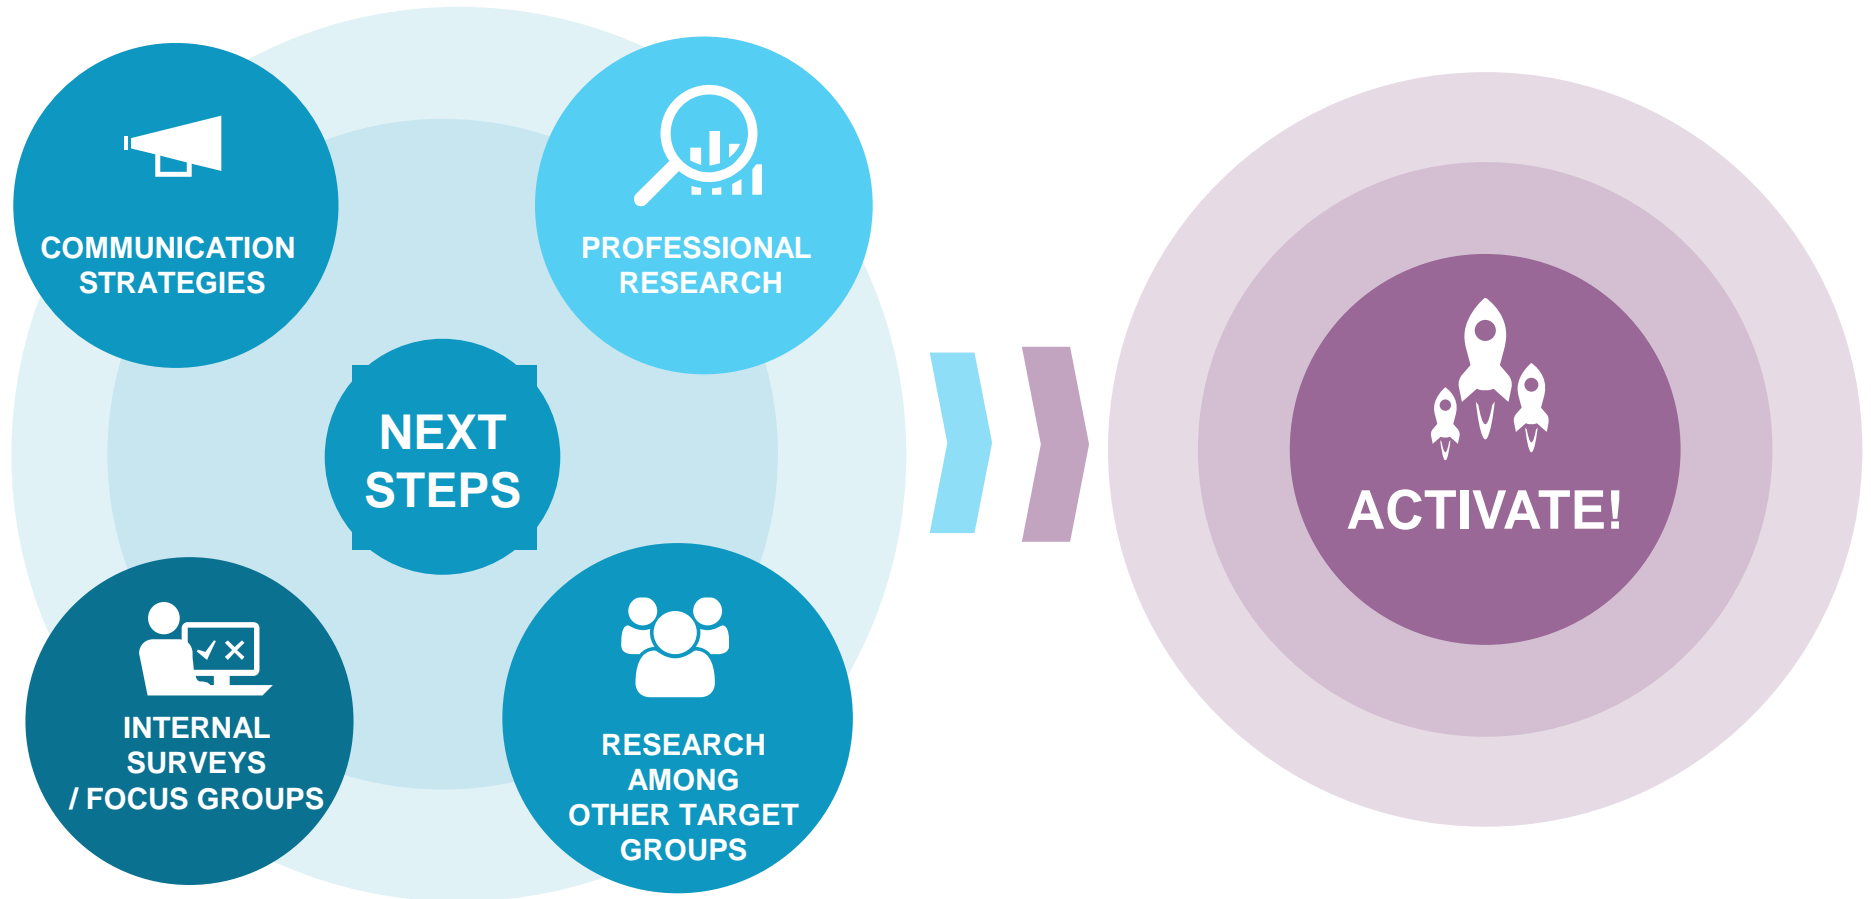 COMMUNICATION
STRATEGIES
PROFESSIONAL
RESEARCH
NEXT
STEPS
INTERNAL
SURVEYS
/ FOCUS GROUPS
RESEARCH
AMONG
OTHER TARGET
GROUPS
ACTIVATE!